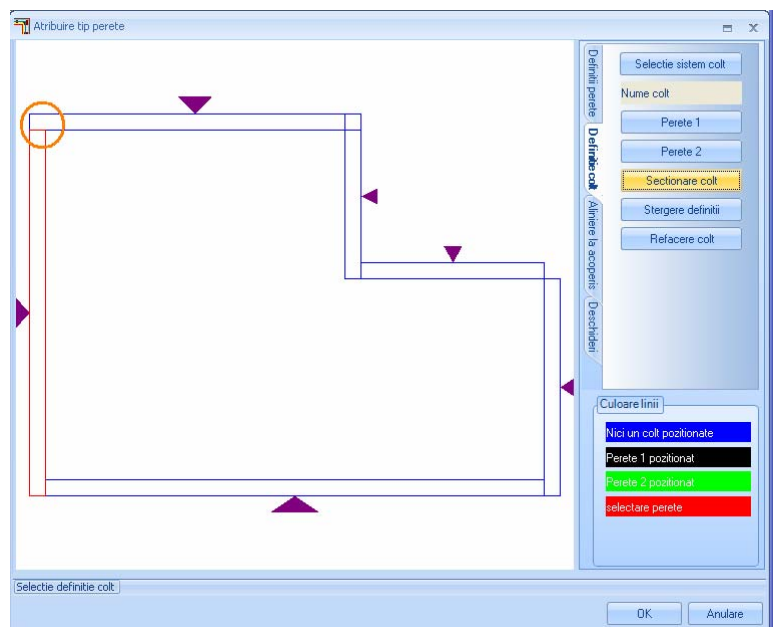 Atribuire tip perete
Definitii perete
Definitie colt
Aliniere la acoperis
Deschideri
Selectie sistem colt
Nume colt
Perete 1
Perete 2
Sectionare colt
Stergere definitii
Refacere colt
Culoare linii
Nici un colt pozitionate
Perete 1 pozitionat
Perete 2 pozitionat
selectare perete
Selectie definitie colt
OK
Anulare